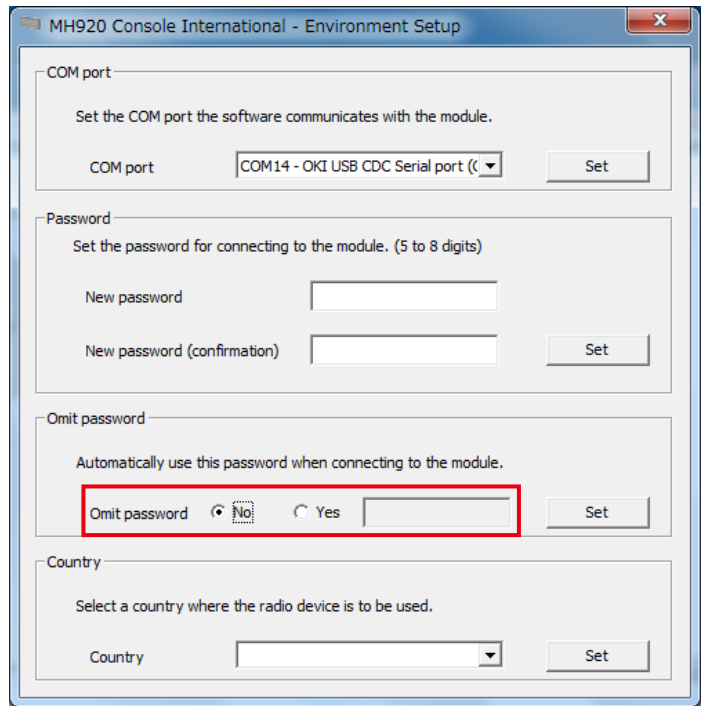 MH920 Console International - Environment Setup
COM port
Set the COM port the software communicates with the module.
COM port COM14 - OKI USB CDC Serial port (C Set
Password
Set the password for connecting to the module. (5 to 8 digits)
New password
New password (confirmation) Set
Omit password
Automatically use this password when connecting to the module.
Omit password No Yes Set
Country
Select a country where the radio device is to be used.
Country Set